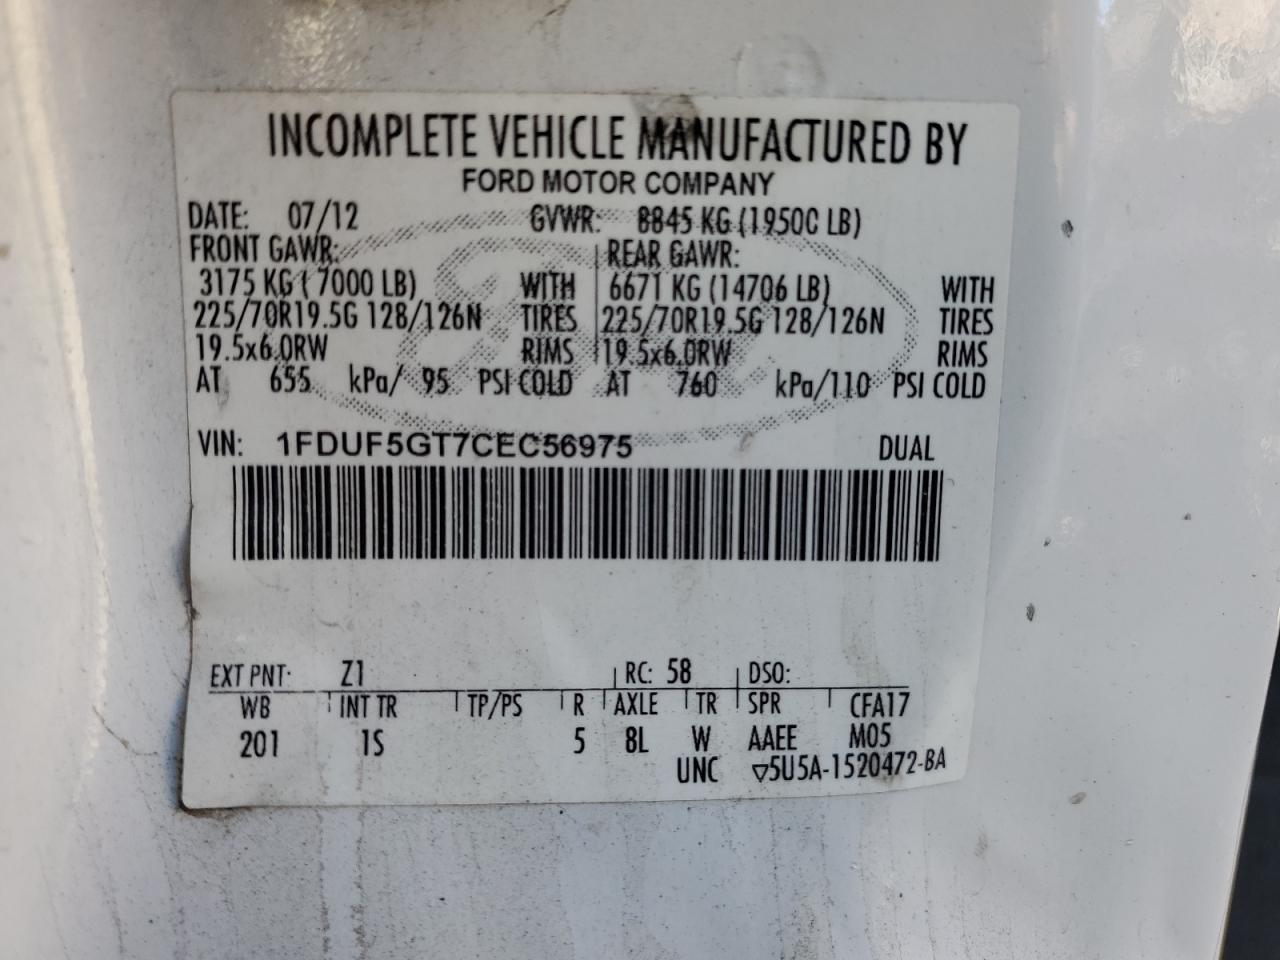 INCOMPLETE VEHICLE MANUFACTURED BY
FORD MOTOR COMPANY
DATE: 07/12 GVWR: 8845 KG (19500 LB)
FRONT GAWR: REAR GAWR:
3175 KG ( 7000 LB) WITH 6671 KG (14706 LB) WITH
225/70R19.5G 128/126N TIRES 225/70R19.5G 128/126N TIRES
19.5x6.0RW RIMS 19.5x6.0RW RIMS
AT 655 kPa/ 95 PSI COLD AT 760 kPa/110 PSI COLD
VIN: 1FDUF5GT7CEC56975 DUAL
EXT PNT: Z1 RC: 58 DSO:
WB INT TR TP/PS R AXLE TR SPR CFA17
201 1S 5 8L W AAEE M05
UNC ▽5U5A-1520472-BA